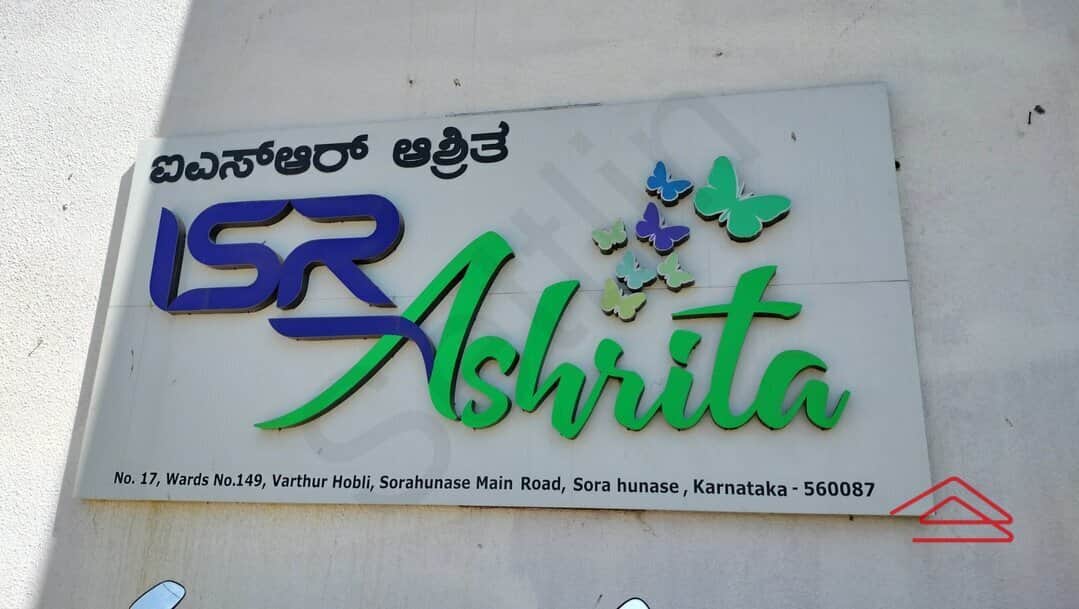 ಐಎಸ್ಆರ್ ಆಶ್ರಿತ
ISR
Ashrita
No. 17, Wards No.149, Varthur Hobli, Sorahunase Main Road, Sora hunase , Karnataka - 560087